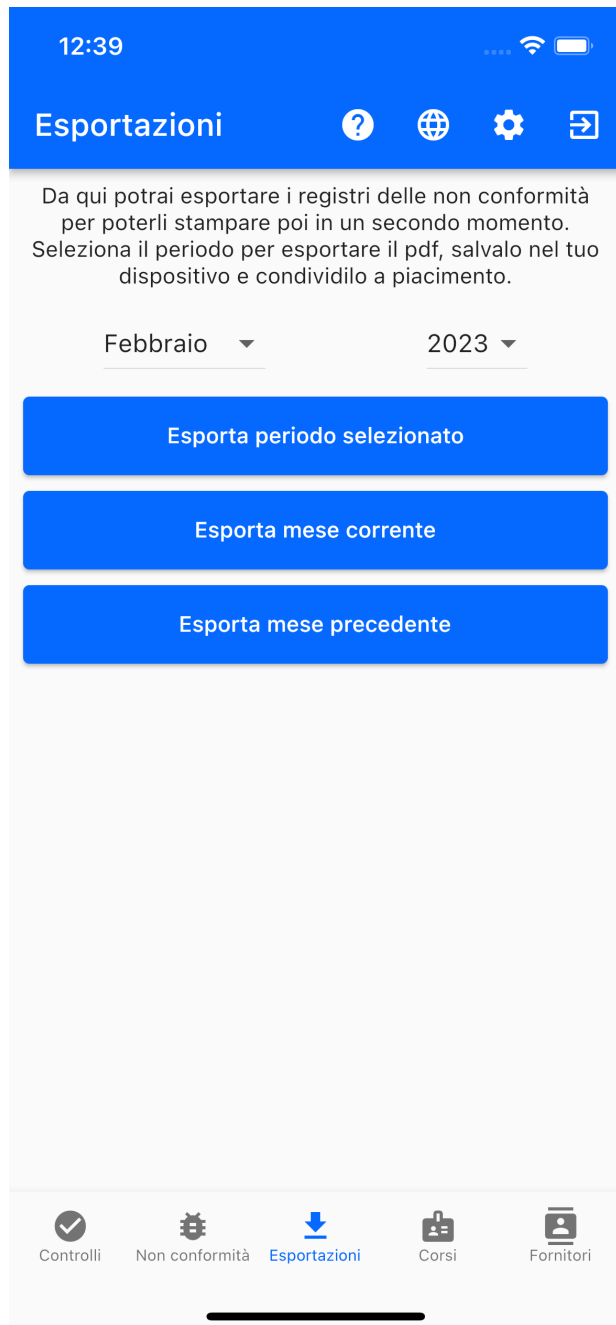 12:39
Esportazioni
Da qui potrai esportare i registri delle non conformità
per poterli stampare poi in un secondo momento.
Seleziona il periodo per esportare il pdf, salvalo nel tuo
dispositivo e condividilo a piacimento.
Febbraio 2023
Esporta periodo selezionato
Esporta mese corrente
Esporta mese precedente
Controlli Non conformità Esportazioni Corsi Fornitori